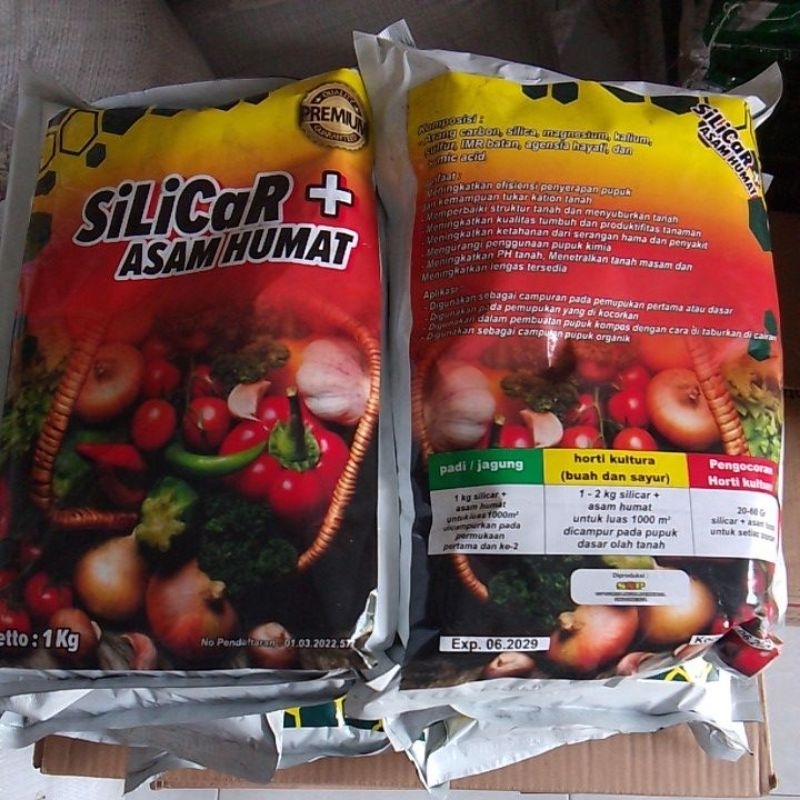 QUALITY
PREMIUM
GUARANTEED
SiLiCaR +
ASAM HUMAT
etto : 1 Kg
No Pendaftaran : 01.03.2022.57
SiLiCaR +
ASAM HUMAT
Komposisi :
- Arang carbon, silica, magnosium, kalium,
sulfur, IMR batan, agensia hayati, dan
umic acid
faat :
Meningkatkan efisiensi penyerapan pupuk
dan kemampuan tukar kation tanah
- Memperbaiki struktur tanah dan menyuburkan tanah
- Meningkatkan kualitas tumbuh dan produktifitas tanaman
- Meningkatkan ketahanan dari serangan hama dan penyakit
- Mengurangi penggunaan pupuk kimia
- Meningkatkan PH tanah, Menetralkan tanah masam dan
Meningkatkan lengas tersedia
Aplikasi :
- Digunakan sebagai campuran pada pemupukan pertama atau dasar
- Digunakan pada pemupukan yang di kocorkan
- Digunakan dalam pembuatan pupuk kompos dengan cara di taburkan di cairan
- Digunakan sebagai campuran pupuk organik
padi / jagung
1 kg silicar +
asam humat
untuk luas 1000m²
dicampurkan pada
permukaan
pertama dan ke-2
horti kultura
(buah dan sayur)
1 - 2 kg silicar +
asam humat
untuk luas 1000 m²
dicampur pada pupuk
dasar olah tanah
Pengocoran
Horti kultur
20-60 Gr
silicar + asam
untuk setiap
Diproduksi :
Exp. 06.2029